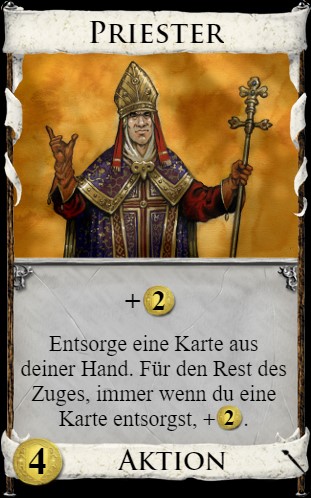 Priester
+2
Entsorge eine Karte aus
deiner Hand. Für den Rest des
Zuges, immer wenn du eine
Karte entsorgst, +2.
4 Aktion